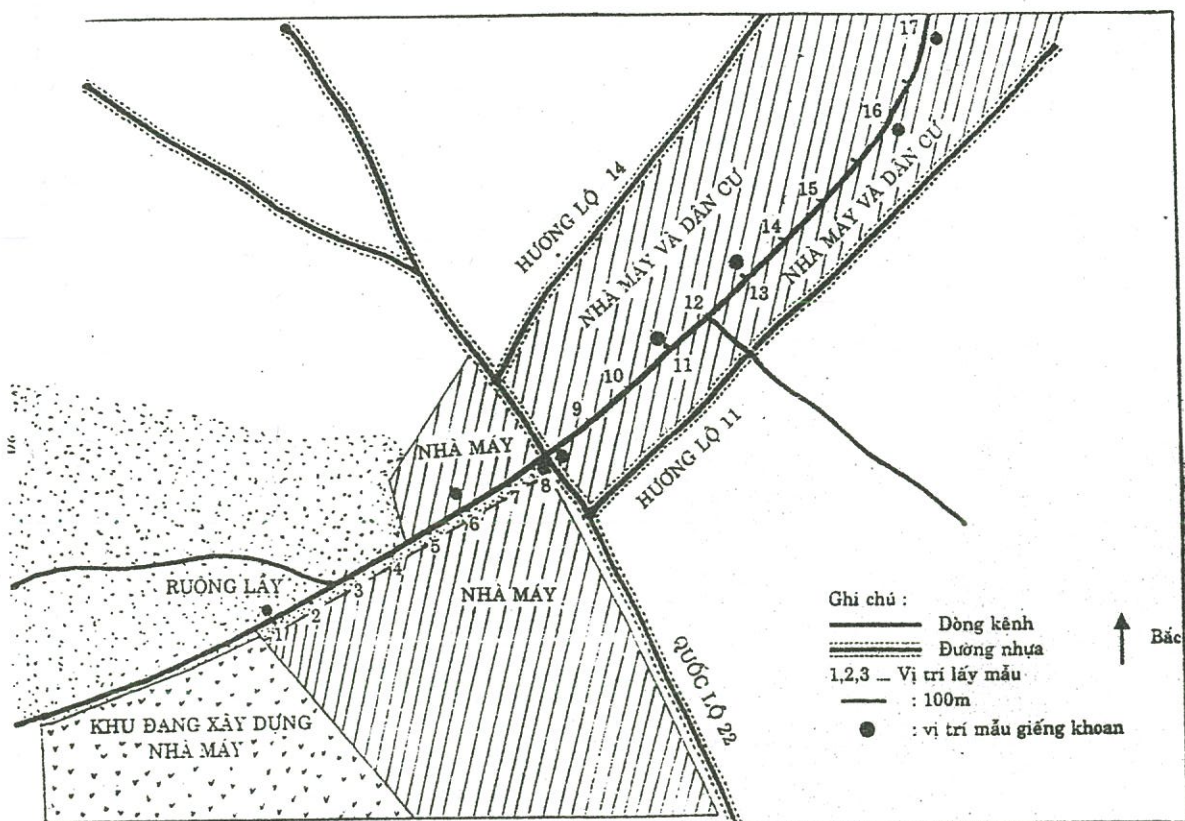 17
16
15
14
13
12
11
10
9
8
7
6
5
4
3
2
1
HƯƠNG LỘ 14
NHÀ MÁY VÀ DÂN CƯ
NHÀ MÁY VÀ DÂN CƯ
HƯƠNG LỘ 11
NHÀ MÁY
RUỘNG LẦY
NHÀ MÁY
QUỐC LỘ 22
KHU ĐANG XÂY DỰNG
NHÀ MÁY
Ghi chú :
Dòng kênh
Đường nhựa
1,2,3 ... Vị trí lấy mẫu
: 100m
: vị trí mẫu giếng khoan
Bắc